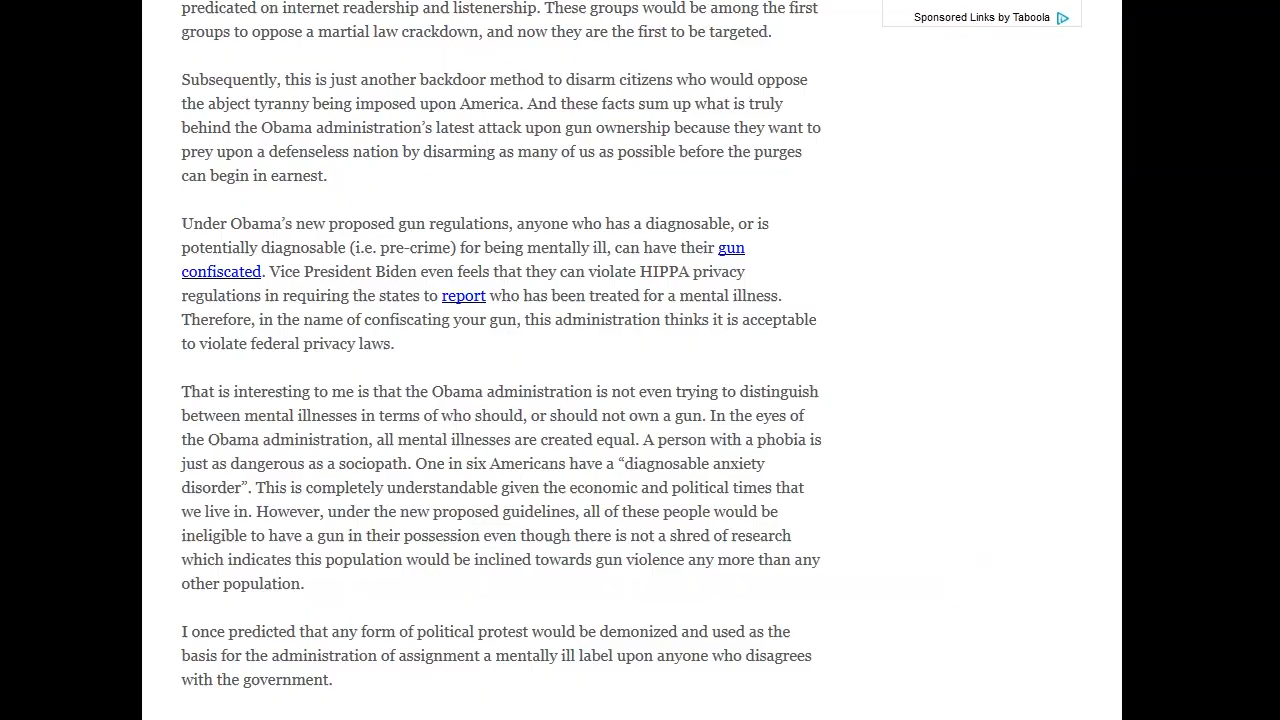 predicated on internet readership and listenership. These groups would be among the first
groups to oppose a martial law crackdown, and now they are the first to be targeted.
Subsequently, this is just another backdoor method to disarm citizens who would oppose
the abject tyranny being imposed upon America. And these facts sum up what is truly
behind the Obama administration’s latest attack upon gun ownership because they want to
prey upon a defenseless nation by disarming as many of us as possible before the purges
can begin in earnest.
Under Obama’s new proposed gun regulations, anyone who has a diagnosable, or is
potentially diagnosable (i.e. pre-crime) for being mentally ill, can have their gun
confiscated. Vice President Biden even feels that they can violate HIPPA privacy
regulations in requiring the states to report who has been treated for a mental illness.
Therefore, in the name of confiscating your gun, this administration thinks it is acceptable
to violate federal privacy laws.
That is interesting to me is that the Obama administration is not even trying to distinguish
between mental illnesses in terms of who should, or should not own a gun. In the eyes of
the Obama administration, all mental illnesses are created equal. A person with a phobia is
just as dangerous as a sociopath. One in six Americans have a “diagnosable anxiety
disorder”. This is completely understandable given the economic and political times that
we live in. However, under the new proposed guidelines, all of these people would be
ineligible to have a gun in their possession even though there is not a shred of research
which indicates this population would be inclined towards gun violence any more than any
other population.
I once predicted that any form of political protest would be demonized and used as the
basis for the administration of assignment a mentally ill label upon anyone who disagrees
with the government.
Sponsored Links by Taboola